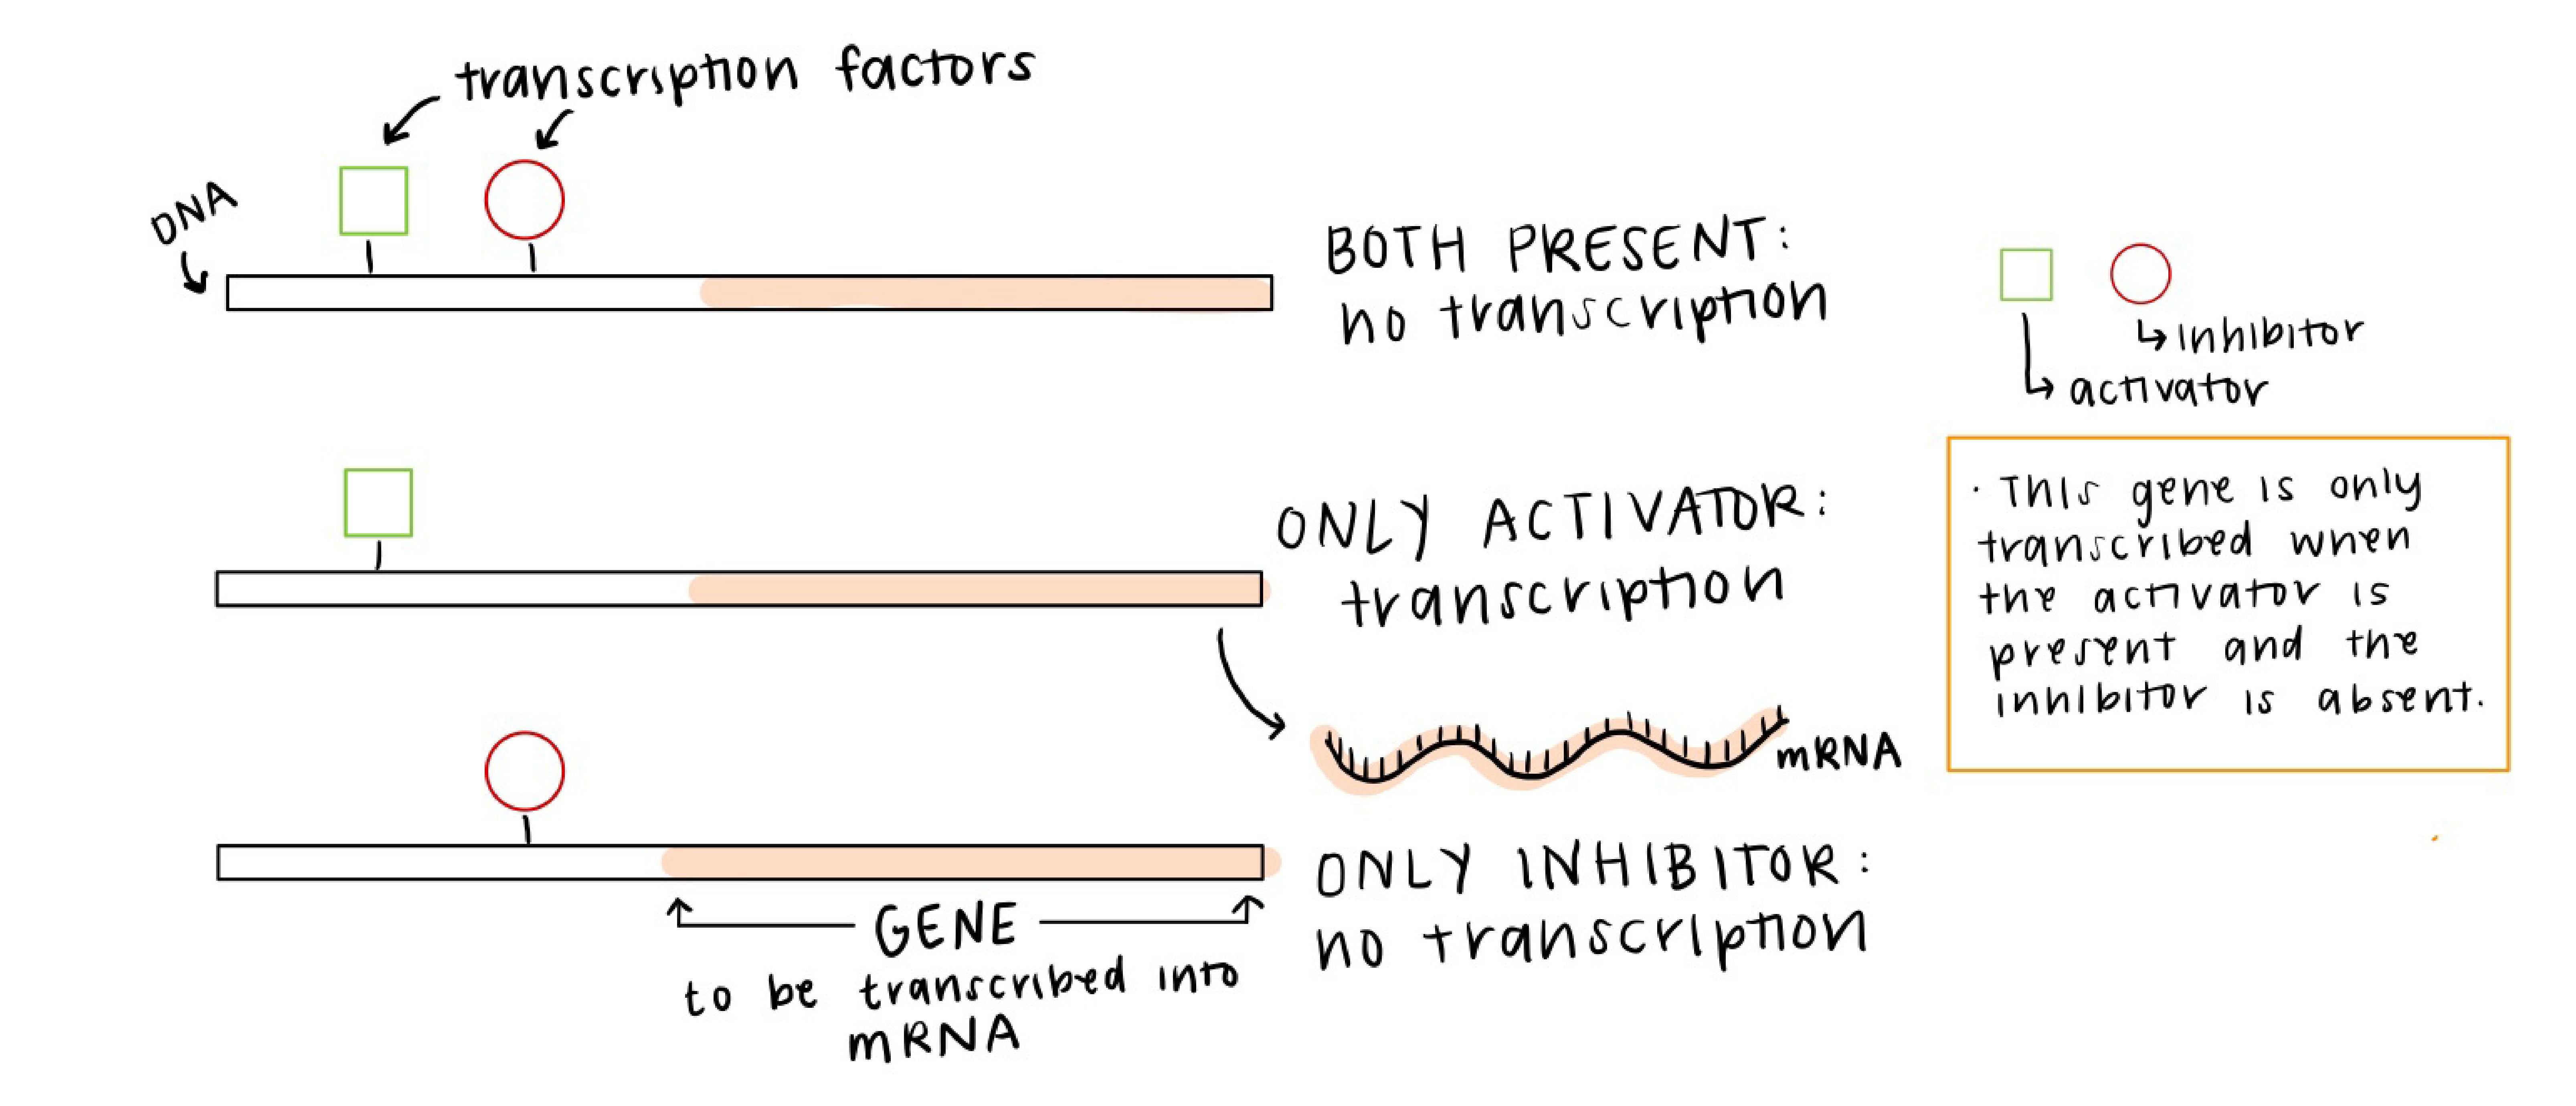 transcription factors
DNA
BOTH PRESENT:
no transcription
inhibitor
activator
ONLY ACTIVATOR:
transcription
· This gene is only
transcribed when
the activator is
present and the
inhibitor is absent.
mRNA
ONLY INHIBITOR:
no transcription
GENE
to be transcribed into
mRNA